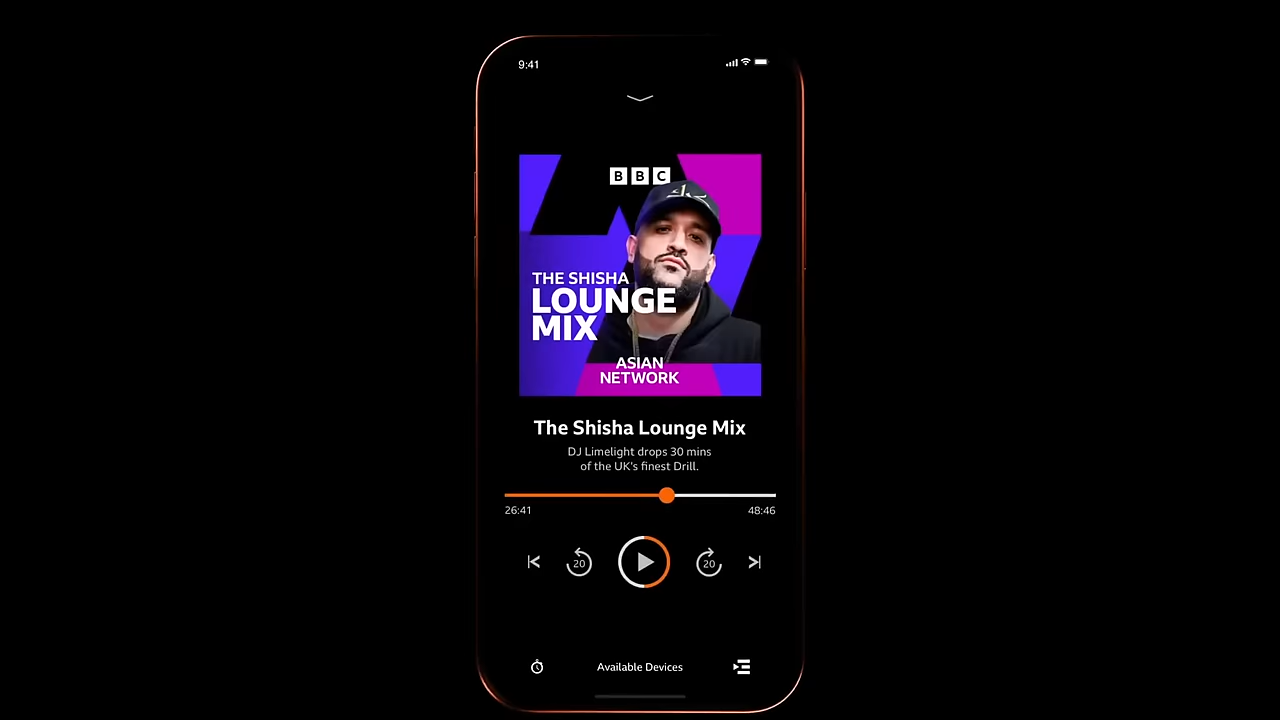 9:41
BBC
THE SHISHA
LOUNGE
MIX
ASIAN
NETWORK
The Shisha Lounge Mix
DJ Limelight drops 30 mins
of the UK's finest Drill.
26:41 48:46
20 20
Available Devices